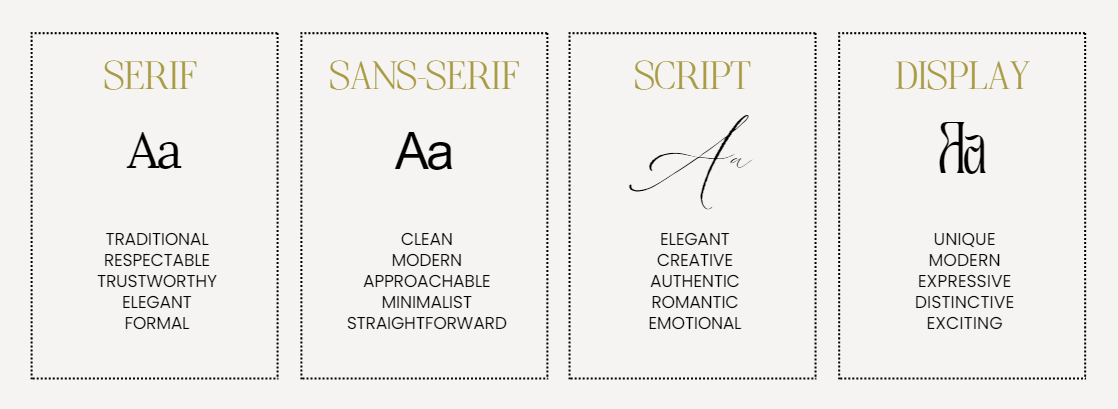 SERIF
Aa
TRADITIONAL
RESPECTABLE
TRUSTWORTHY
ELEGANT
FORMAL
SANS-SERIF
Aa
CLEAN
MODERN
APPROACHABLE
MINIMALIST
STRAIGHTFORWARD
SCRIPT
Aa
ELEGANT
CREATIVE
AUTHENTIC
ROMANTIC
EMOTIONAL
DISPLAY
Aa
UNIQUE
MODERN
EXPRESSIVE
DISTINCTIVE
EXCITING